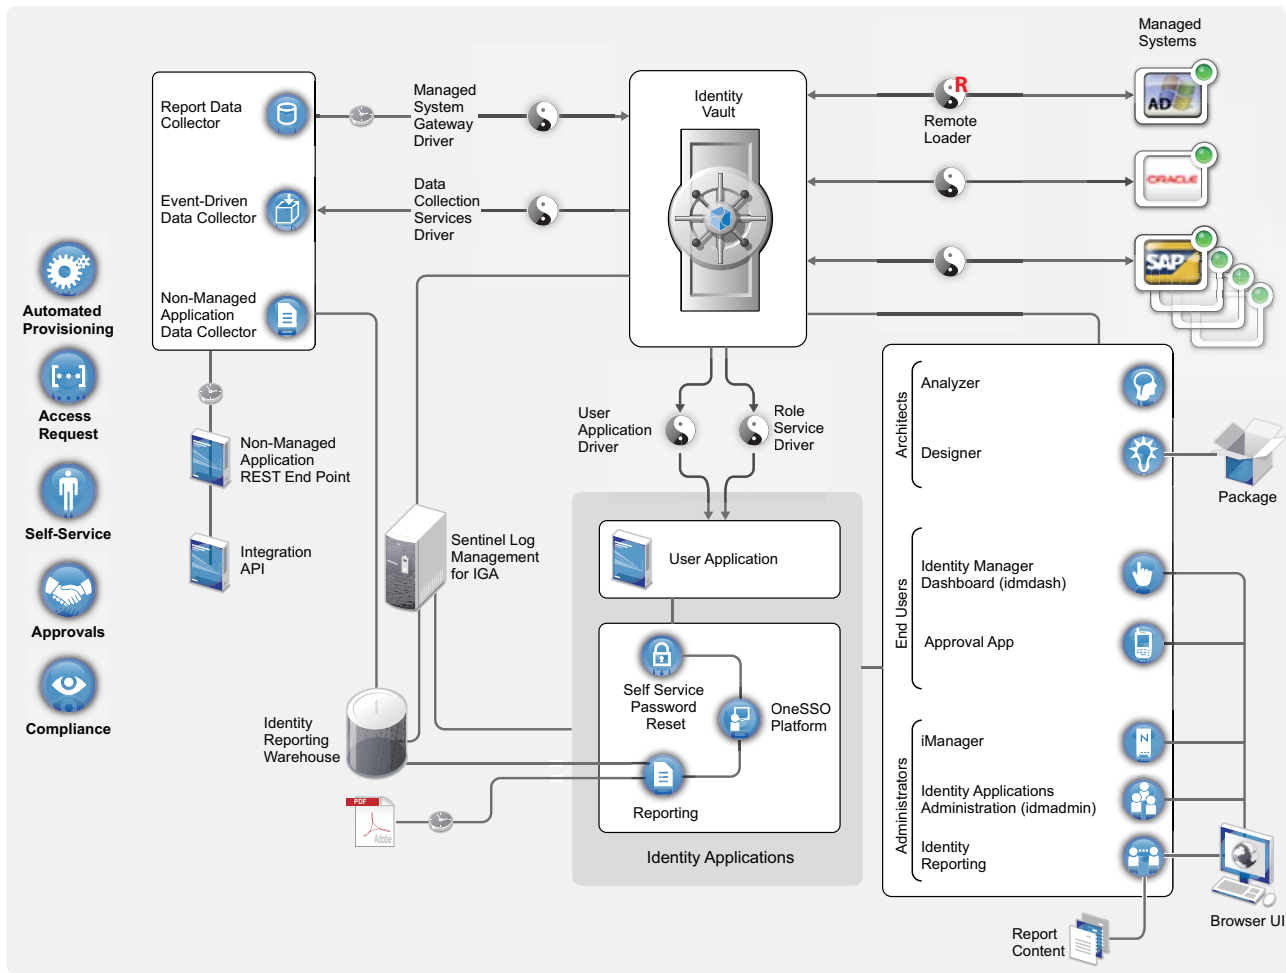 Managed
Systems
AD
R
Remote
Loader
ORACLE
SAP
Identity
Vault
Report Data
Collector
Managed
System
Gateway
Driver
Event-Driven
Data Collector
Data
Collection
Services
Driver
Non-Managed
Application
Data Collector
Automated
Provisioning
Access
Request
Self-Service
Approvals
Compliance
Non-Managed
Application
REST End Point
Integration
API
Sentinel Log
Management
for IGA
User
Application
Driver
Role
Service
Driver
User Application
Self Service
Password
Reset
OneSSO
Platform
Reporting
Identity Applications
Identity
Reporting
Warehouse
PDF
Adobe
Architects
Analyzer
Designer
Package
End Users
Identity Manager
Dashboard (idmdash)
Approval App
Administrators
iManager
N
Identity Applications
Administration (idmadmin)
Identity
Reporting
Browser UI
Report
Content